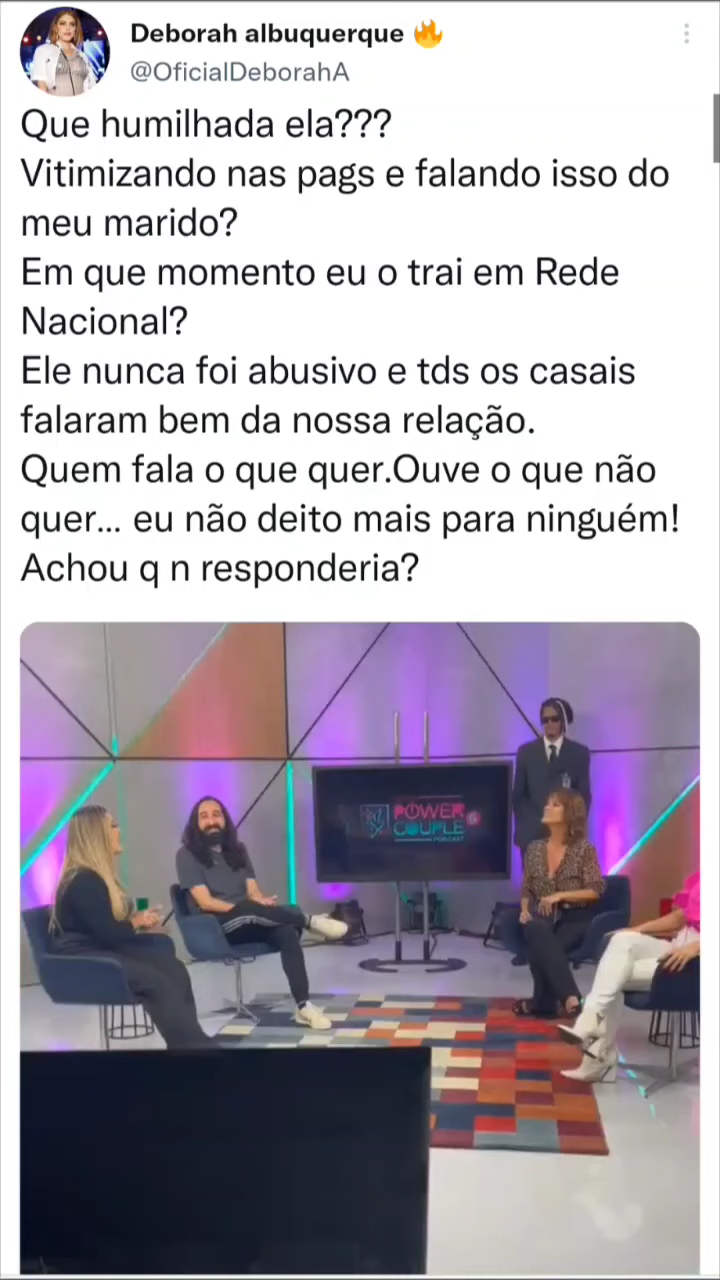 Deborah albuquerque 🔥
@OficialDeborahA
Que humilhada ela???
Vitimizando nas pags e falando isso do
meu marido?
Em que momento eu o trai em Rede
Nacional?
Ele nunca foi abusivo e tds os casais
falaram bem da nossa relação.
Quem fala o que quer.Ouve o que não
quer... eu não deito mais para ninguém!
Achou q n responderia?
POWER
COUPLE
PODCAST